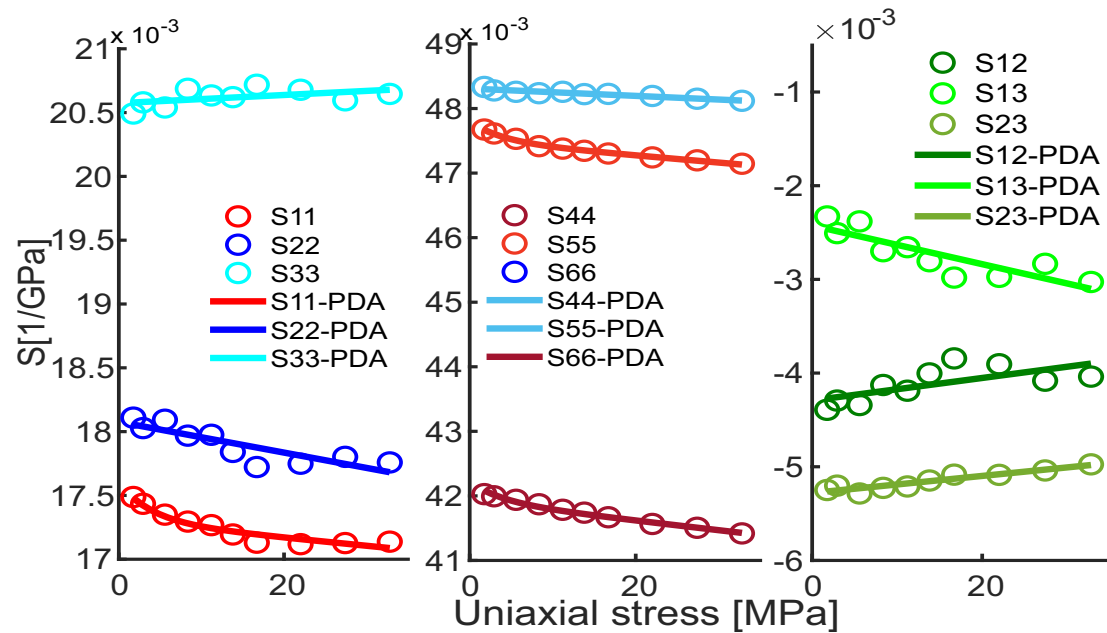 × 10⁻³
21
20.5
20
19.5
19
18.5
18
17.5
17
0
20
S[1/GPa]
S11
S22
S33
S11-PDA
S22-PDA
S33-PDA
× 10⁻³
49
48
47
46
45
44
43
42
41
0
20
S44
S55
S66
S44-PDA
S55-PDA
S66-PDA
Uniaxial stress [MPa]
× 10⁻³
-1
-2
-3
-4
-5
-6
0
20
S12
S13
S23
S12-PDA
S13-PDA
S23-PDA